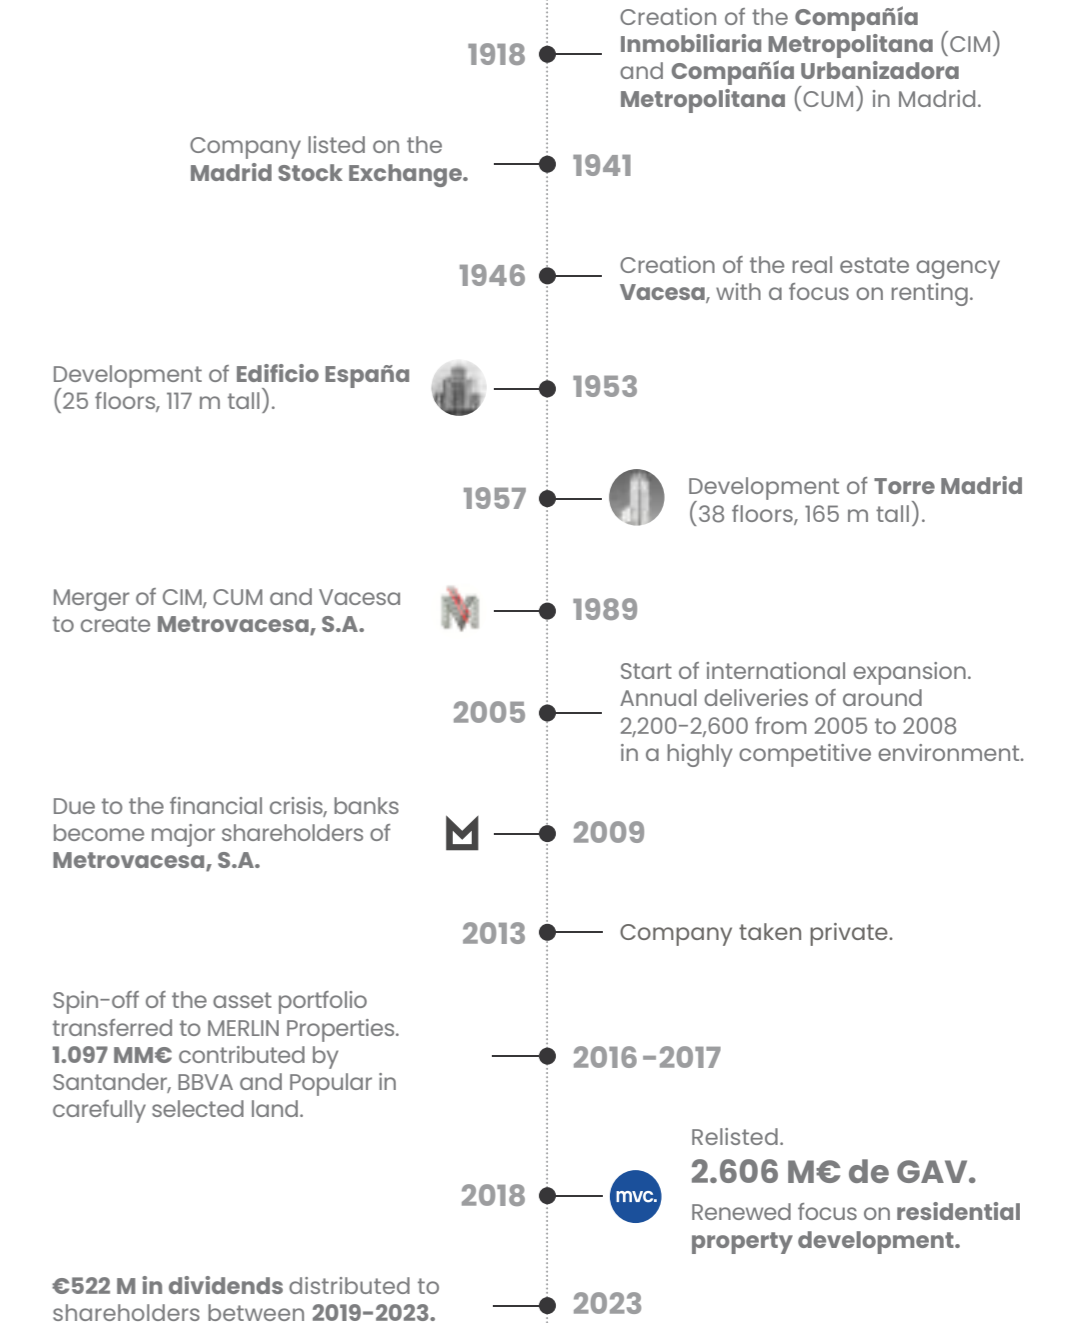 1918
Creation of the Compañía
Inmobiliaria Metropolitana (CIM)
and Compañía Urbanizadora
Metropolitana (CUM) in Madrid.
Company listed on the
Madrid Stock Exchange.
1941
1946
Creation of the real estate agency
Vacesa, with a focus on renting.
Development of Edificio España
(25 floors, 117 m tall).
1953
1957
Development of Torre Madrid
(38 floors, 165 m tall).
Merger of CIM, CUM and Vacesa
to create Metrovacesa, S.A.
1989
2005
Start of international expansion.
Annual deliveries of around
2,200-2,600 from 2005 to 2008
in a highly competitive environment.
Due to the financial crisis, banks
become major shareholders of
Metrovacesa, S.A.
2009
2013
Company taken private.
Spin-off of the asset portfolio
transferred to MERLIN Properties.
1.097 MM€ contributed by
Santander, BBVA and Popular in
carefully selected land.
2016-2017
2018
mvc.
Relisted.
2.606 M€ de GAV.
Renewed focus on residential
property development.
€522 M in dividends distributed to
shareholders between 2019-2023.
2023